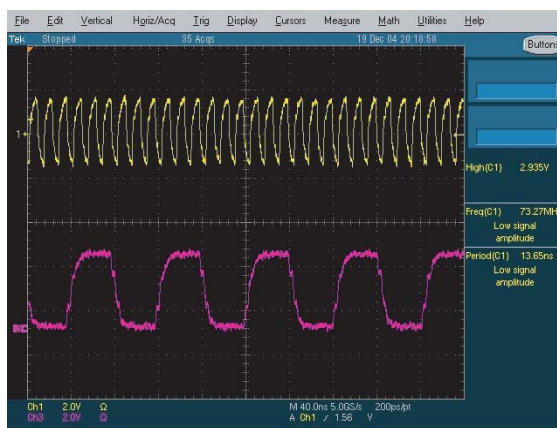 File Edit Vertical Horiz/Acq Trig Display Cursors Measure Math Utilities Help
Tek Stopped 35 Acqs 19 Dec 04 20:18:58
Buttons
1
High(C1) 2.935V
Freq(C1) 73.27MH
Low signal
amplitude
Period(C1) 13.65ns
Low signal
amplitude
Ch1 2.0V Ω M 40.0ns 5.0GS/s 200ps/pt
Ch3 2.0V Ω A Ch1 ∕ 1.56 V